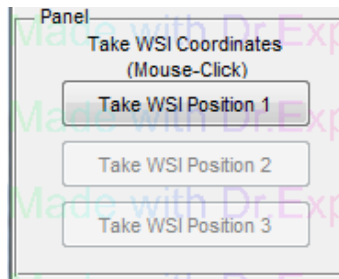 Panel
Take WSI Coordinates
(Mouse-Click)
Made with Dr.Exp
Take WSI Position 1
Made with Dr.Exp
Take WSI Position 2
Made with Dr.Exp
Take WSI Position 3